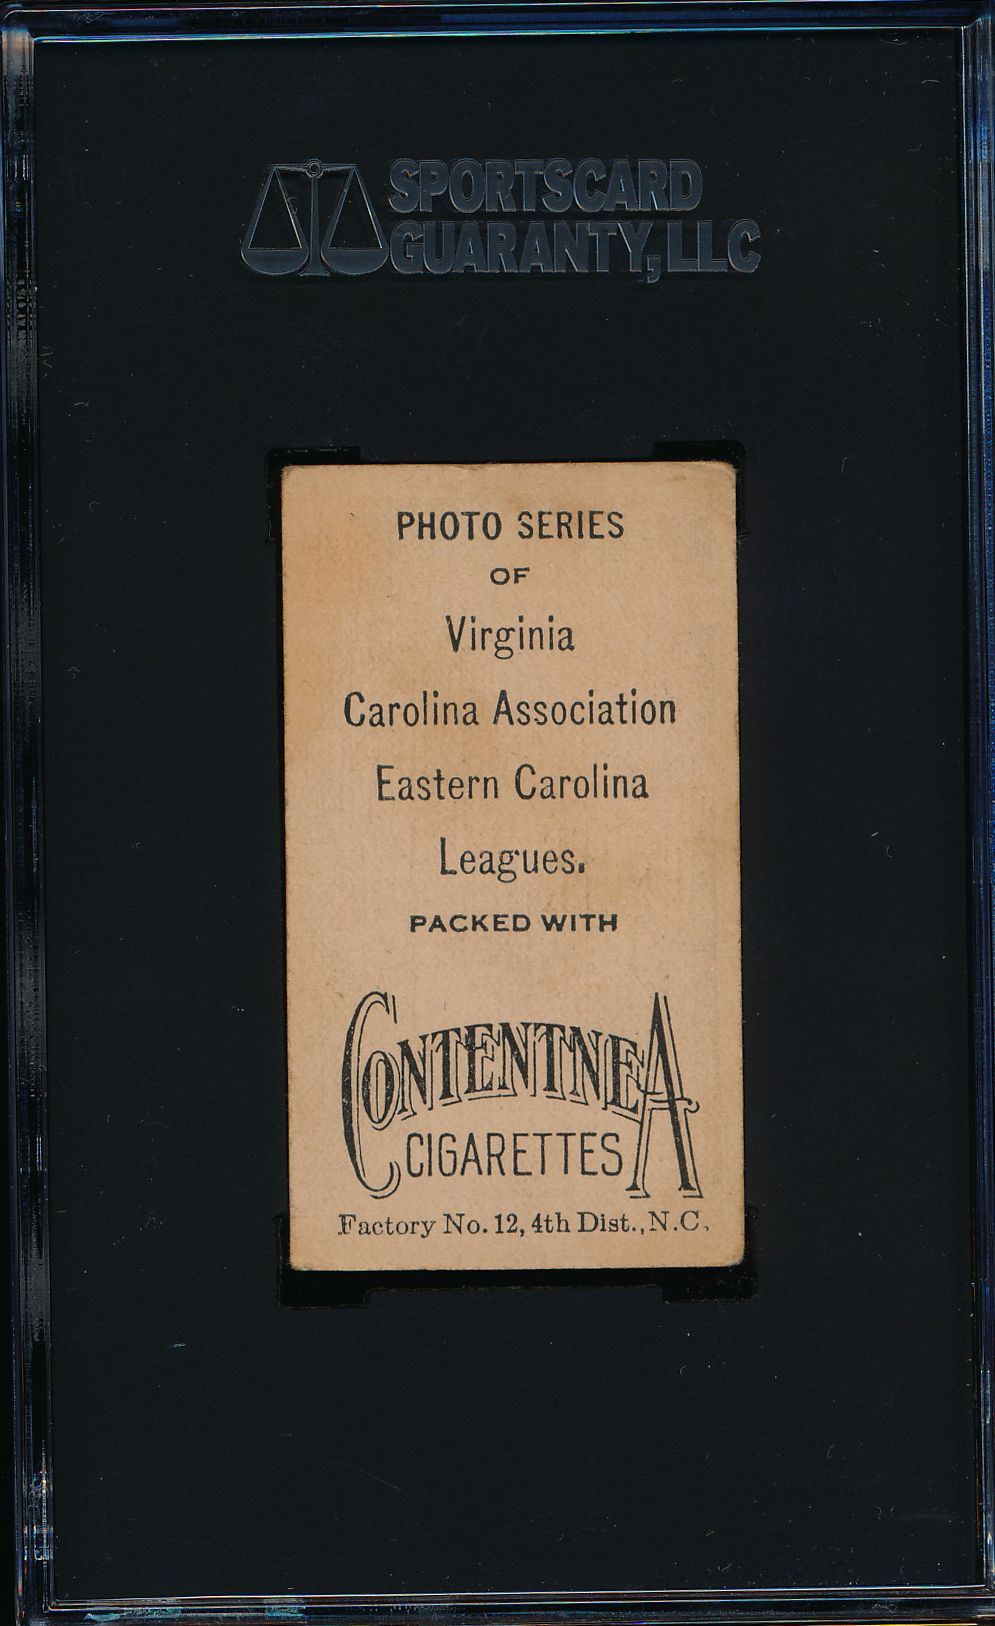 SPORTSCARD
GUARANTY, LLC
PHOTO SERIES
OF
Virginia
Carolina Association
Eastern Carolina
Leagues.
PACKED WITH
CONTENTNEA
CIGARETTES
Factory No. 12, 4th Dist., N.C.